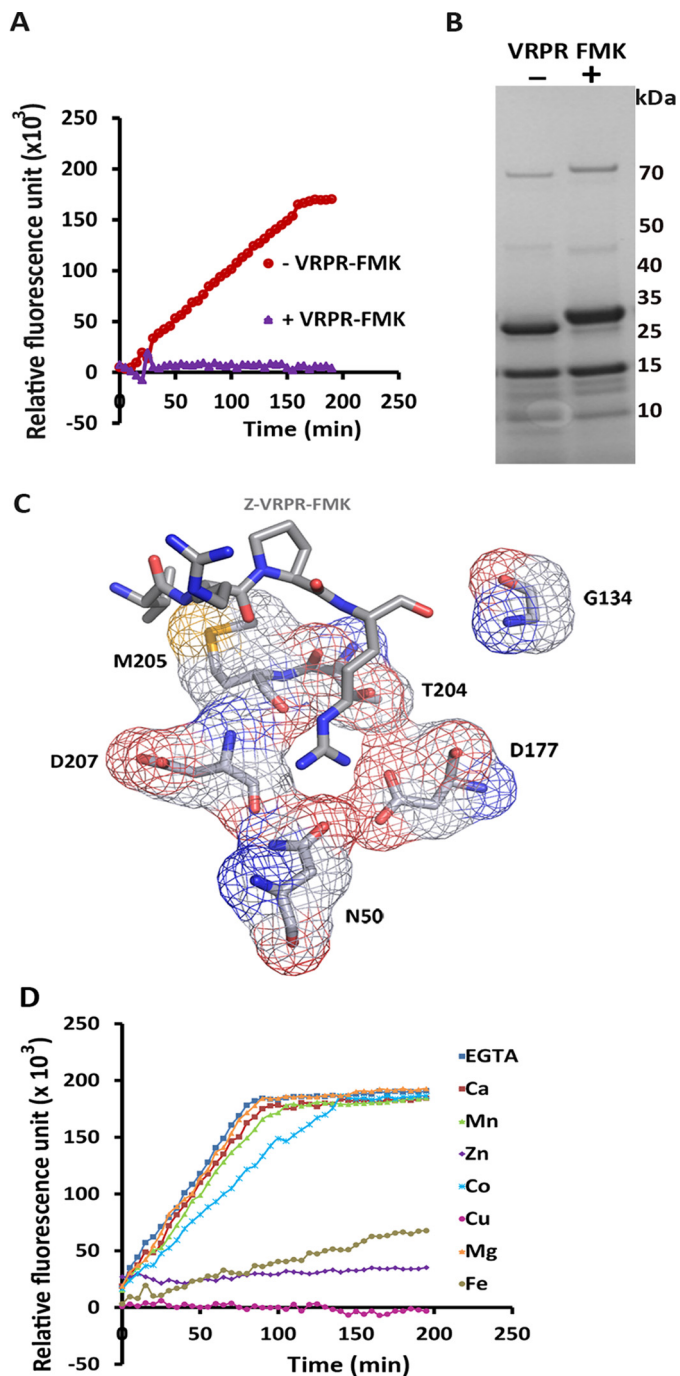 A
Relative fluorescence unit (x10³)
250
200
150
100
50
0
-50
0
50
100
150
200
250
Time (min)
- VRPR-FMK
+ VRPR-FMK
B
VRPR FMK
− +
kDa
70
50
40
35
25
15
10
C
Z-VRPR-FMK
G134
M205
T204
D207
D177
N50
D
Relative fluorescence unit (x 10³)
250
200
150
100
50
0
-50
0
50
100
150
200
250
Time (min)
EGTA
Ca
Mn
Zn
Co
Cu
Mg
Fe